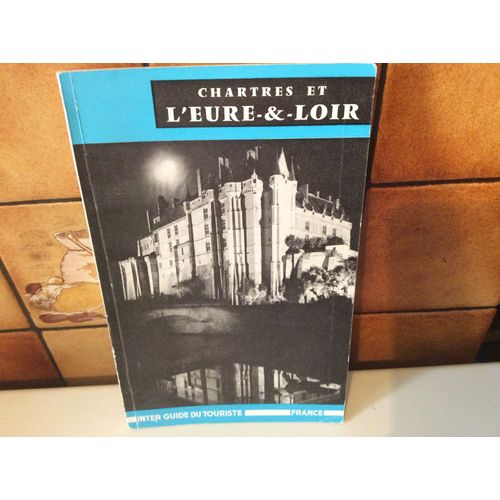 CHARTRES ET
L'EURE-&-LOIR
INTER GUIDE DU TOURISTE FRANCE